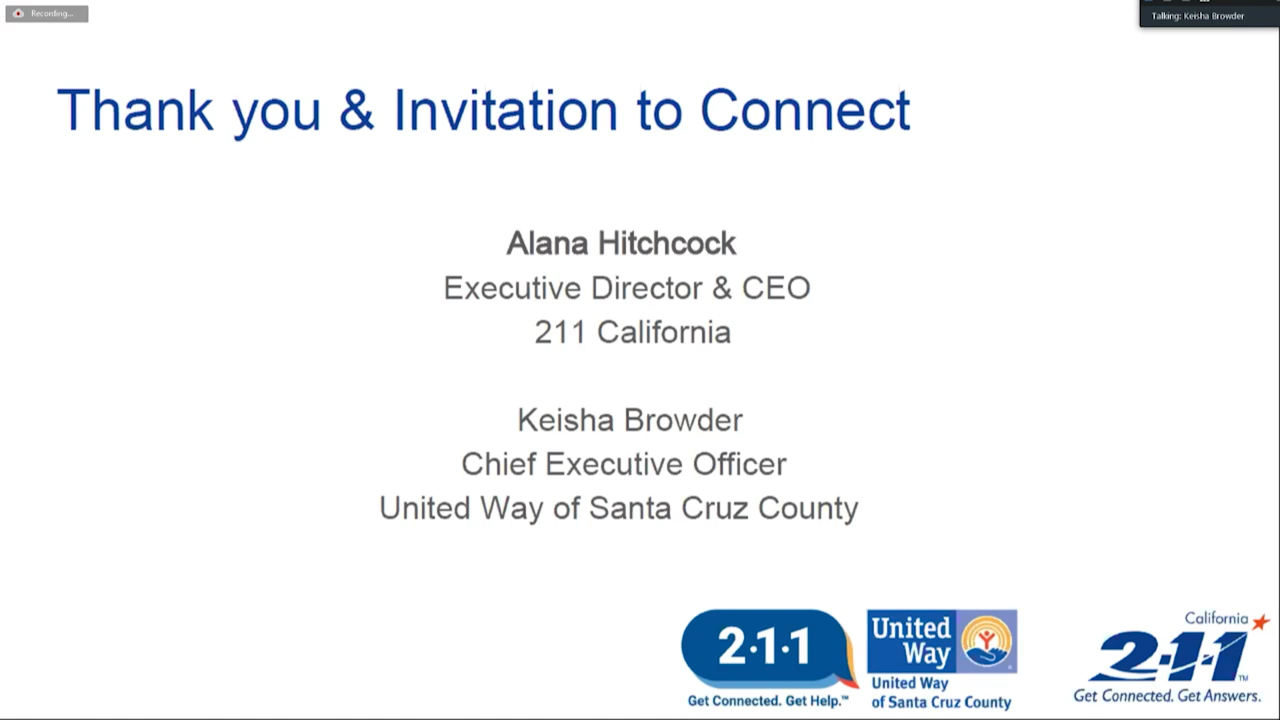 Recording...
Talking: Keisha Browder
Thank you & Invitation to Connect
Alana Hitchcock
Executive Director & CEO
211 California
Keisha Browder
Chief Executive Officer
United Way of Santa Cruz County
2·1·1
Get Connected. Get Help.™
United
Way
United Way
of Santa Cruz County
California
2-1-1™
Get Connected. Get Answers.